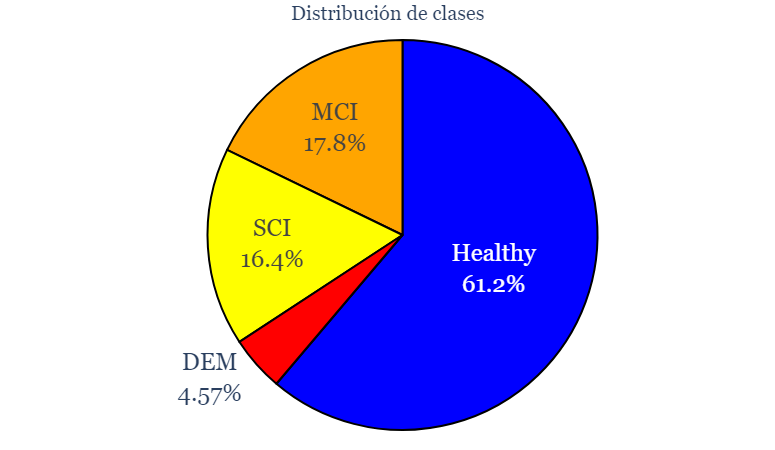 Distribución de clases
MCI
17.8%
SCI
16.4%
Healthy
61.2%
DEM
4.57%